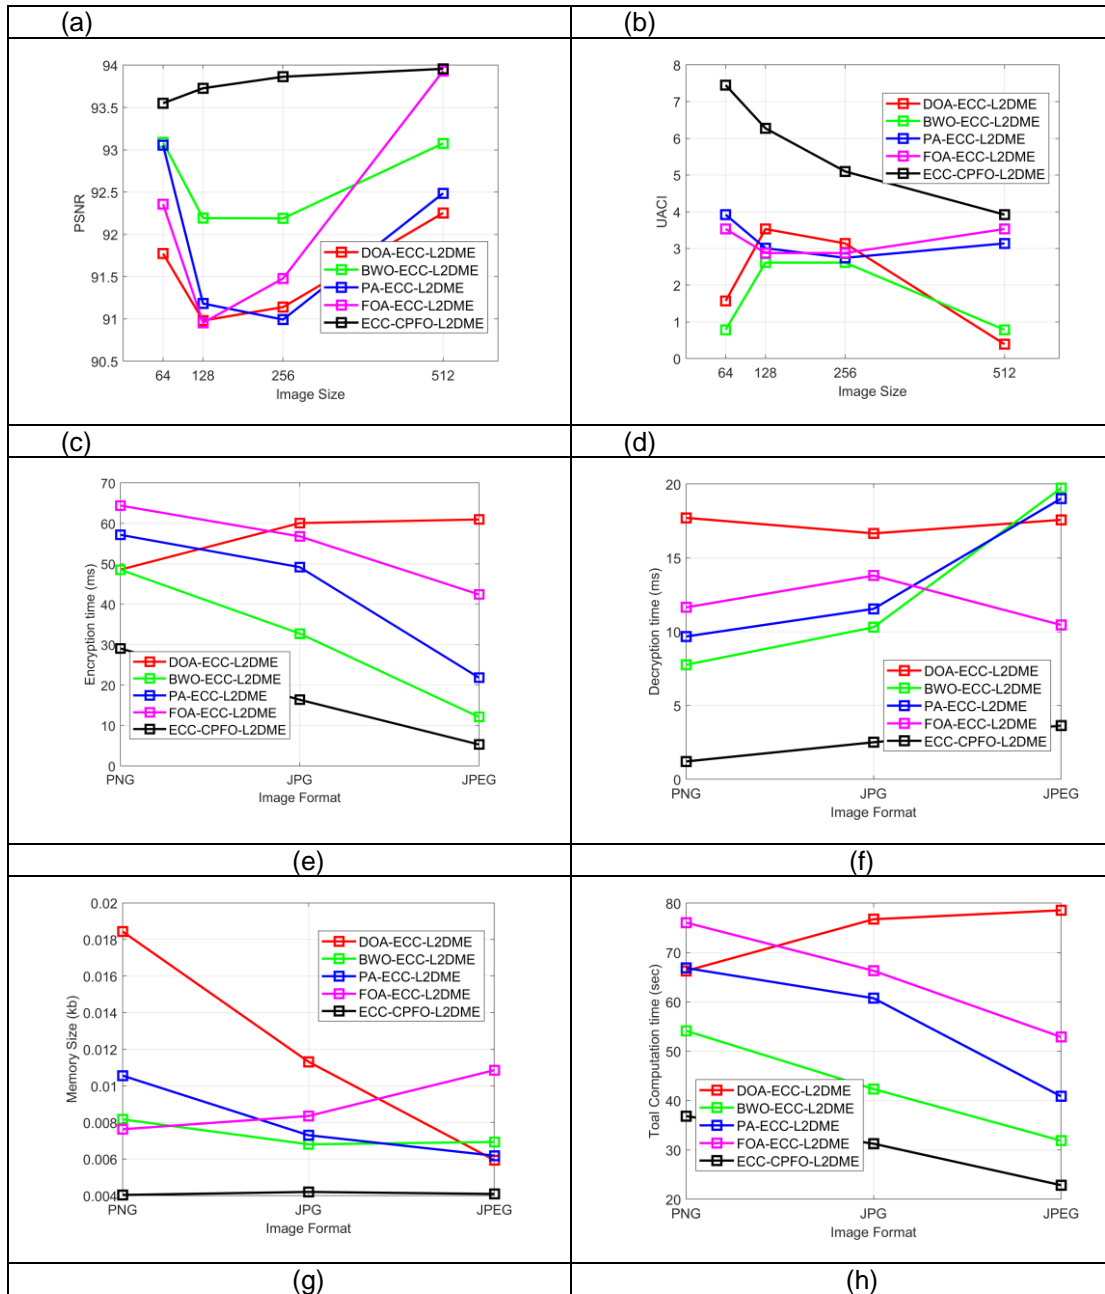 (a)
(b)
94
93.5
93
92.5
92
91.5
91
90.5
PSNR
64
128
256
512
Image Size
DOA-ECC-L2DME
BWO-ECC-L2DME
PA-ECC-L2DME
FOA-ECC-L2DME
ECC-CPFO-L2DME
8
7
6
5
4
3
2
1
0
UACI
64
128
256
512
Image Size
DOA-ECC-L2DME
BWO-ECC-L2DME
PA-ECC-L2DME
FOA-ECC-L2DME
ECC-CPFO-L2DME
(c)
(d)
70
60
50
40
30
20
10
0
Encryption time (ms)
PNG
JPG
JPEG
Image Format
DOA-ECC-L2DME
BWO-ECC-L2DME
PA-ECC-L2DME
FOA-ECC-L2DME
ECC-CPFO-L2DME
20
15
10
5
0
Decryption time (ms)
PNG
JPG
JPEG
Image Format
DOA-ECC-L2DME
BWO-ECC-L2DME
PA-ECC-L2DME
FOA-ECC-L2DME
ECC-CPFO-L2DME
(e)
(f)
0.02
0.018
0.016
0.014
0.012
0.01
0.008
0.006
0.004
Memory Size (kb)
PNG
JPG
JPEG
Image Format
DOA-ECC-L2DME
BWO-ECC-L2DME
PA-ECC-L2DME
FOA-ECC-L2DME
ECC-CPFO-L2DME
80
70
60
50
40
30
20
Toal Computation time (sec)
PNG
JPG
JPEG
Image Format
DOA-ECC-L2DME
BWO-ECC-L2DME
PA-ECC-L2DME
FOA-ECC-L2DME
ECC-CPFO-L2DME
(g)
(h)